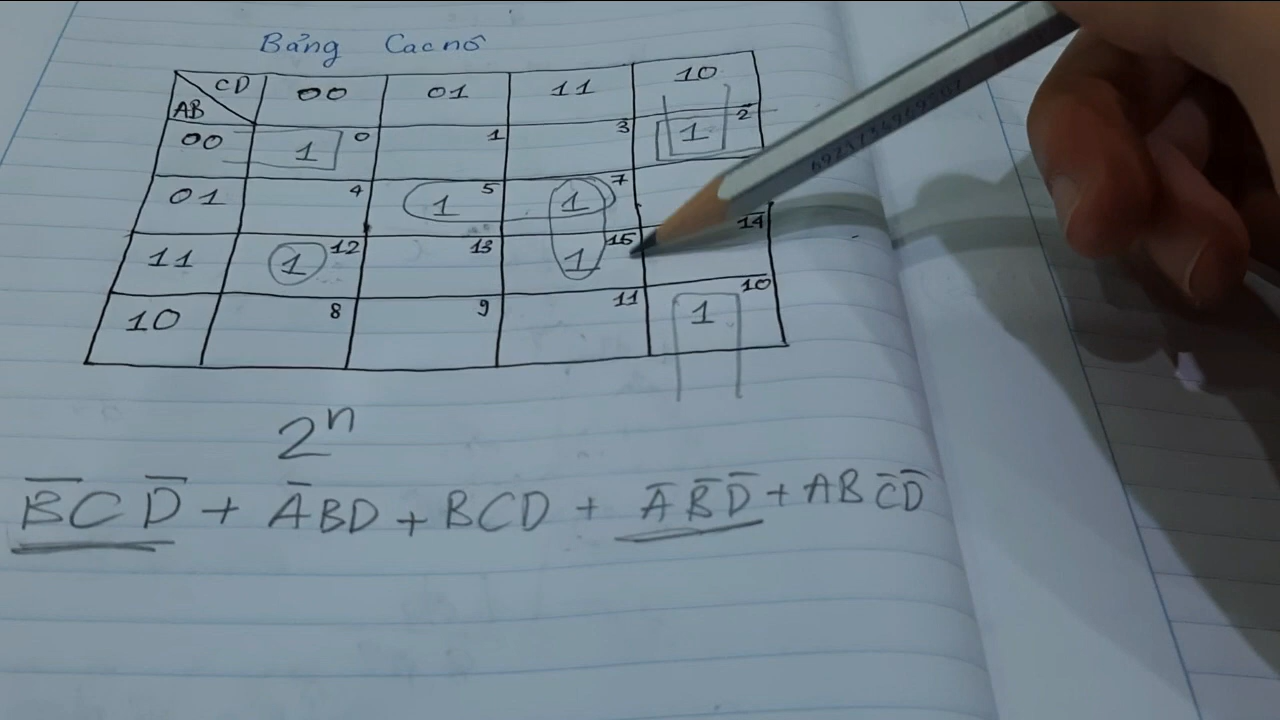 Bảng Cacnô
CD 00 01 11 10
AB
00 1 0 1 3 1 2
01 4 1 5 1 7
11 1 12 13 1 15 14
10 8 9 11 1 10
2ⁿ
B̅CD̅ + A̅BD + BCD + A̅B̅D̅ + ABC̅D̅